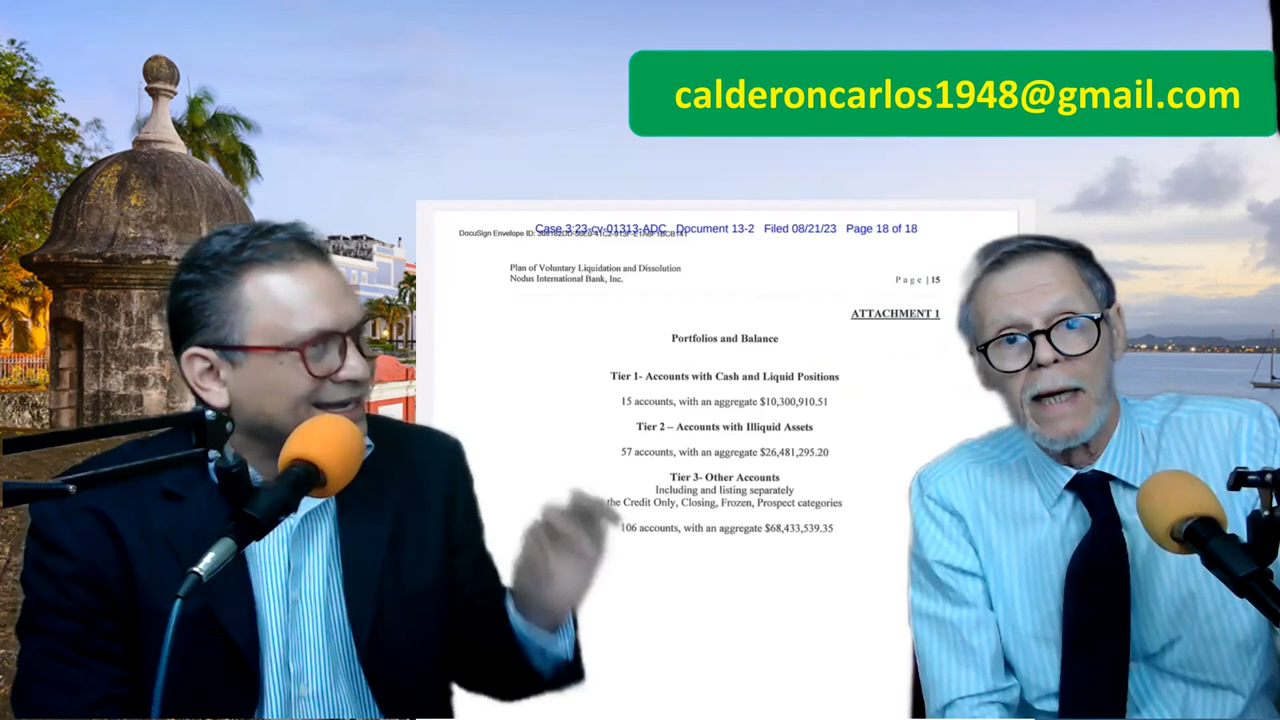 calderoncarlos1948@gmail.com
DocuSign Envelope ID:
Case 3:23-cv-01313-ADC Document 13-2 Filed 08/21/23 Page 18 of 18
Plan of Voluntary Liquidation and Dissolution
Nodus International Bank, Inc.
Page | 15
ATTACHMENT 1
Portfolios and Balance
Tier 1- Accounts with Cash and Liquid Positions
15 accounts, with an aggregate $10,300,910.51
Tier 2 – Accounts with Illiquid Assets
57 accounts, with an aggregate $26,481,295.20
Tier 3- Other Accounts
Including and listing separately
the Credit Only, Closing, Frozen, Prospect categories
106 accounts, with an aggregate $68,433,539.35